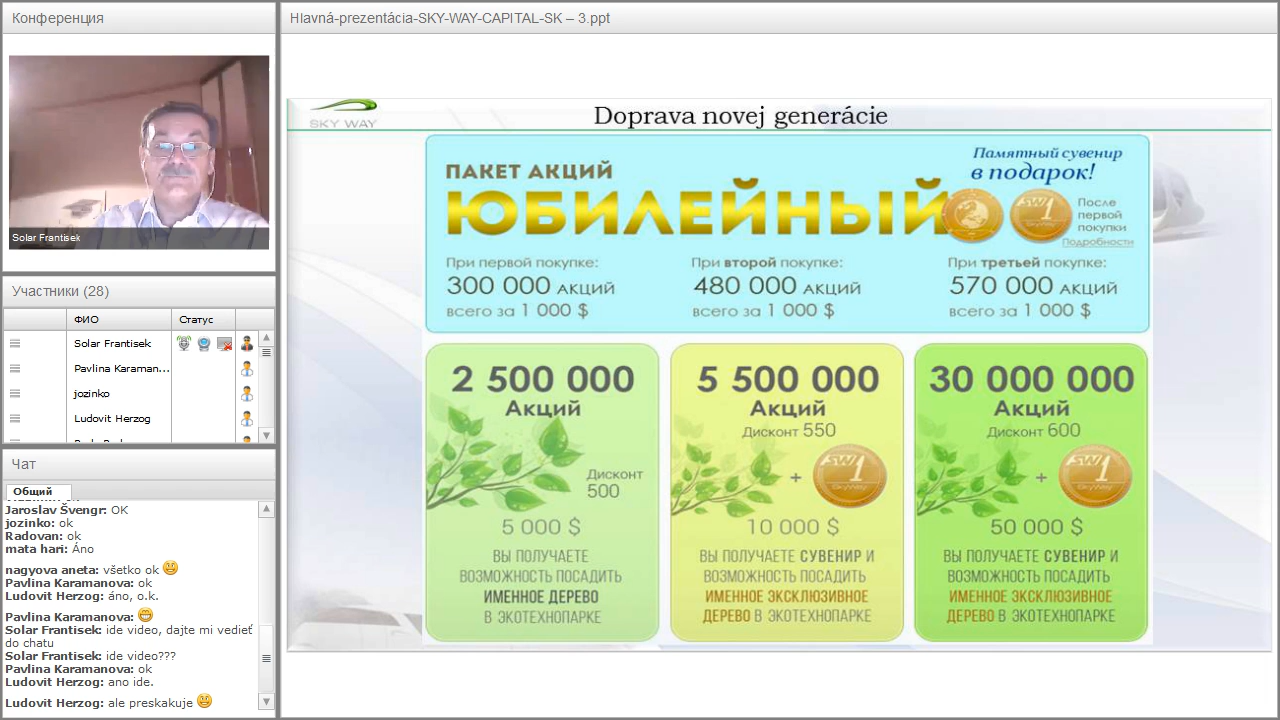 Конференция
Solar Frantisek
Участники (28)
ФИО
Статус
Solar Frantisek
Pavlina Karaman...
jozinko
Ludovit Herzog
Чат
Общий
Jaroslav Švengr: OK
jozinko: ok
Radovan: ok
mata hari: Áno
nagyova aneta: všetko ok
Pavlina Karamanova: ok
Ludovit Herzog: áno, o.k.
Pavlina Karamanova:
Solar Frantisek: ide video, dajte mi vedieť
do chatu
Solar Frantisek: ide video???
Pavlina Karamanova: ok
Ludovit Herzog: ano ide.
Ludovit Herzog: ale preskakuje
Hlavná-prezentácia-SKY-WAY-CAPITAL-SK – 3.ppt
SKY WAY
Doprava novej generácie
ПАКЕТ АКЦИЙ
ЮБИЛЕЙНЫЙ
Памятный сувенир
в подарок!
SW1
SkyWay
После
первой
покупки
Подробности
При первой покупке:
300 000 АКЦИЙ
всего за 1 000 $
При второй покупке:
480 000 АКЦИЙ
всего за 1 000 $
При третьей покупке:
570 000 АКЦИЙ
всего за 1 000 $
2 500 000
Акций
Дисконт
500
5 000 $
ВЫ ПОЛУЧАЕТЕ
ВОЗМОЖНОСТЬ ПОСАДИТЬ
ИМЕННОЕ ДЕРЕВО
В ЭКОТЕХНОПАРКЕ
5 500 000
Акций
Дисконт 550
+
SW1
SkyWay
10 000 $
ВЫ ПОЛУЧАЕТЕ СУВЕНИР И
ВОЗМОЖНОСТЬ ПОСАДИТЬ
ИМЕННОЕ ЭКСКЛЮЗИВНОЕ
ДЕРЕВО В ЭКОТЕХНОПАРКЕ
30 000 000
Акций
Дисконт 600
+
SW1
SkyWay
50 000 $
ВЫ ПОЛУЧАЕТЕ СУВЕНИР И
ВОЗМОЖНОСТЬ ПОСАДИТЬ
ИМЕННОЕ ЭКСКЛЮЗИВНОЕ
ДЕРЕВО В ЭКОТЕХНОПАРКЕ